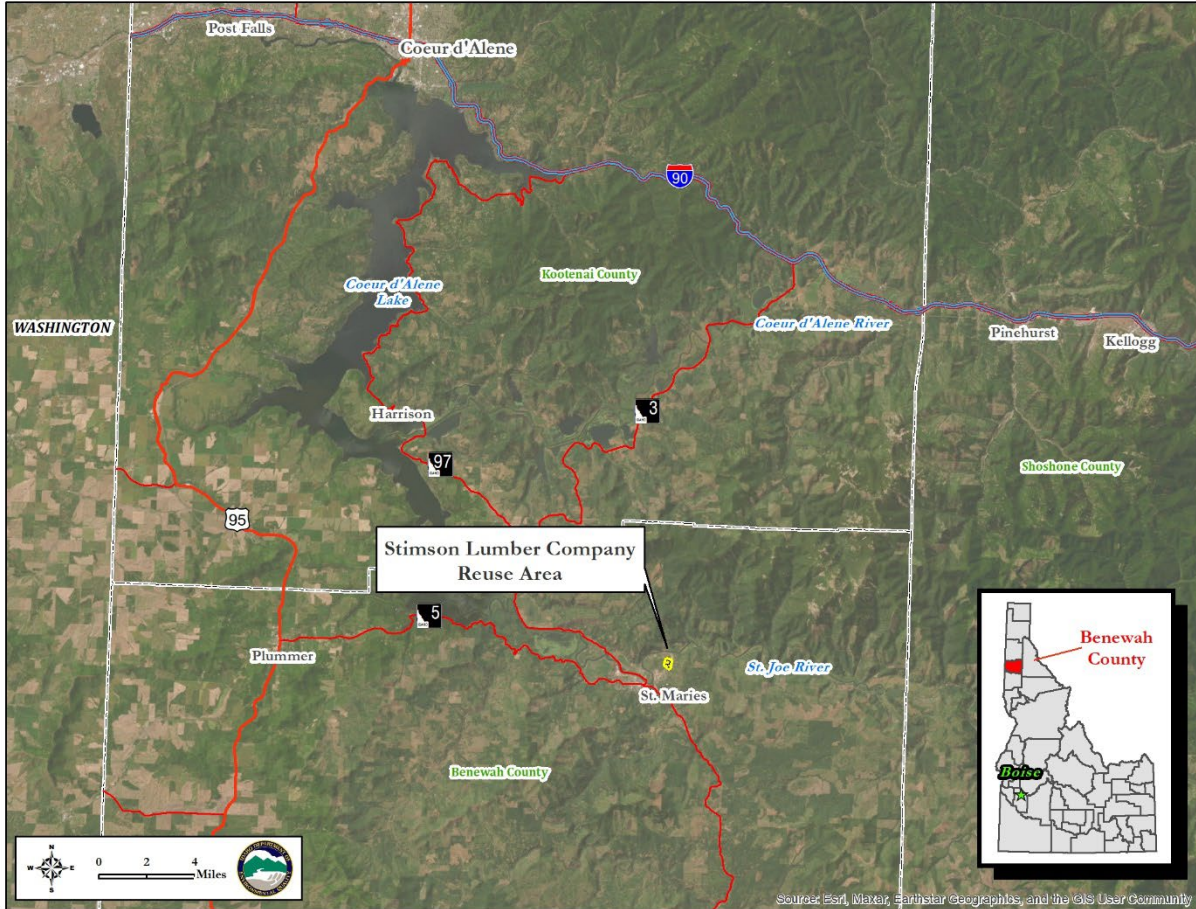 Post Falls
Coeur d'Alene
90
Coeur d'Alene
Lake
Kootenai County
WASHINGTON
Coeur d'Alene River
Pinehurst
Kellogg
Harrison
3
97
Shoshone County
95
Stimson Lumber Company
Reuse Area
5
Plummer
St. Joe River
St. Maries
Benewah County
Benewah
County
Boise
N
W
E
S
0 2 4
Miles
Source: Esri, Maxar, Earthstar Geographics, and the GIS User Community